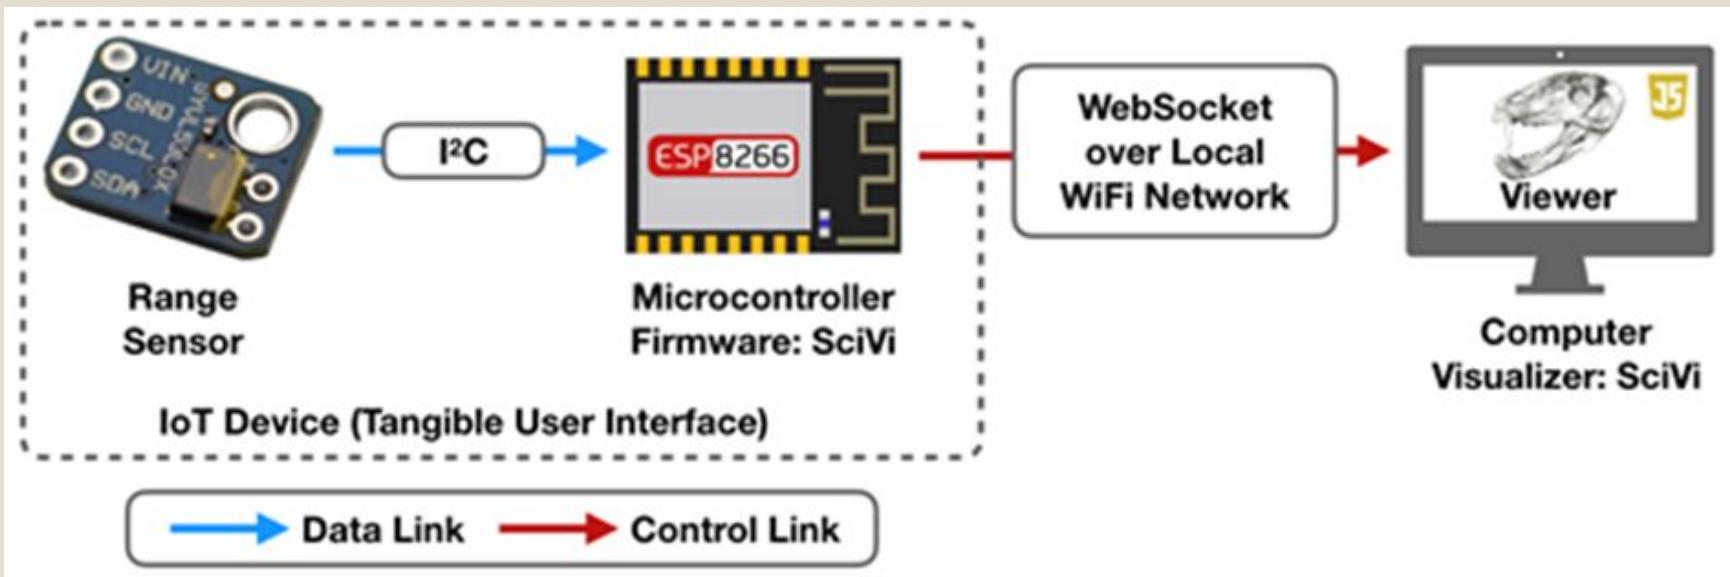 VIN
GND
SCL
SDA
I²C
ESP8266
WebSocket
over Local
WiFi Network
JS
Viewer
Range
Sensor
Microcontroller
Firmware: SciVi
Computer
Visualizer: SciVi
IoT Device (Tangible User Interface)
Data Link
Control Link